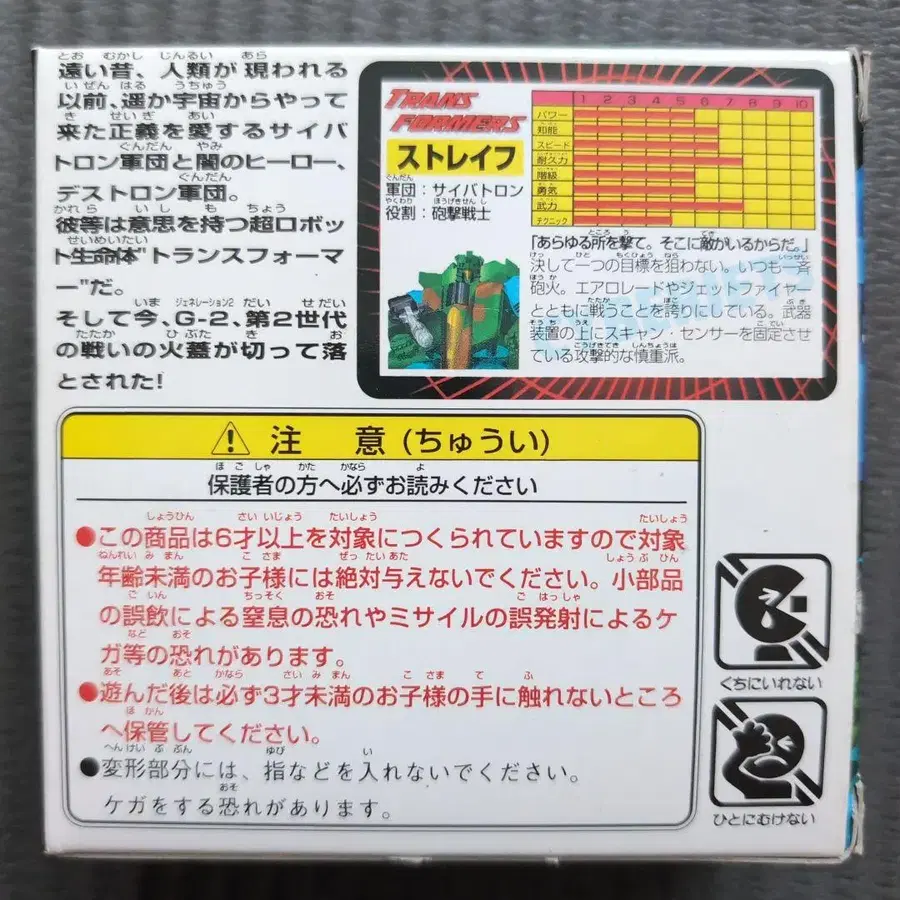 遠い昔、人類が現われる
以前、遥か宇宙からやって
来た正義を愛するサイバ
トロン軍団と闇のヒーロー、
デストロン軍団。
彼等は意思を持つ超ロボッ
ト生命体"トランスフォーマ
ー"だ。
そして今、G-2、第2世代
の戦いの火蓋が切って落
とされた!
TRANS
FORMERS
ストレイフ
軍団：サイバトロン
役割：砲撃戦士
1 2 3 4 5 6 7 8 9 10
パワー
知能
スピード
耐久力
階級
勇気
武力
テクニック
「あらゆる所を撃て。そこに敵がいるからだ。」
決して一つの目標を狙わない。いつも一斉
砲火。エアロレードやジェットファイヤー
とともに戦うことを誇りにしている。武器
装置の上にスキャン・センサーを固定させ
ている攻撃的な慎重派。
注 意 (ちゅうい)
保護者の方へ必ずお読みください
●この商品は6才以上を対象につくられていますので対象
年齢未満のお子様には絶対与えないでください。小部品
の誤飲による窒息の恐れやミサイルの誤発射によるケ
ガ等の恐れがあります。
●遊んだ後は必ず3才未満のお子様の手に触れないところ
へ保管してください。
●変形部分には、指などを入れないでください。
ケガをする恐れがあります。
くちにいれない
ひとにむけない